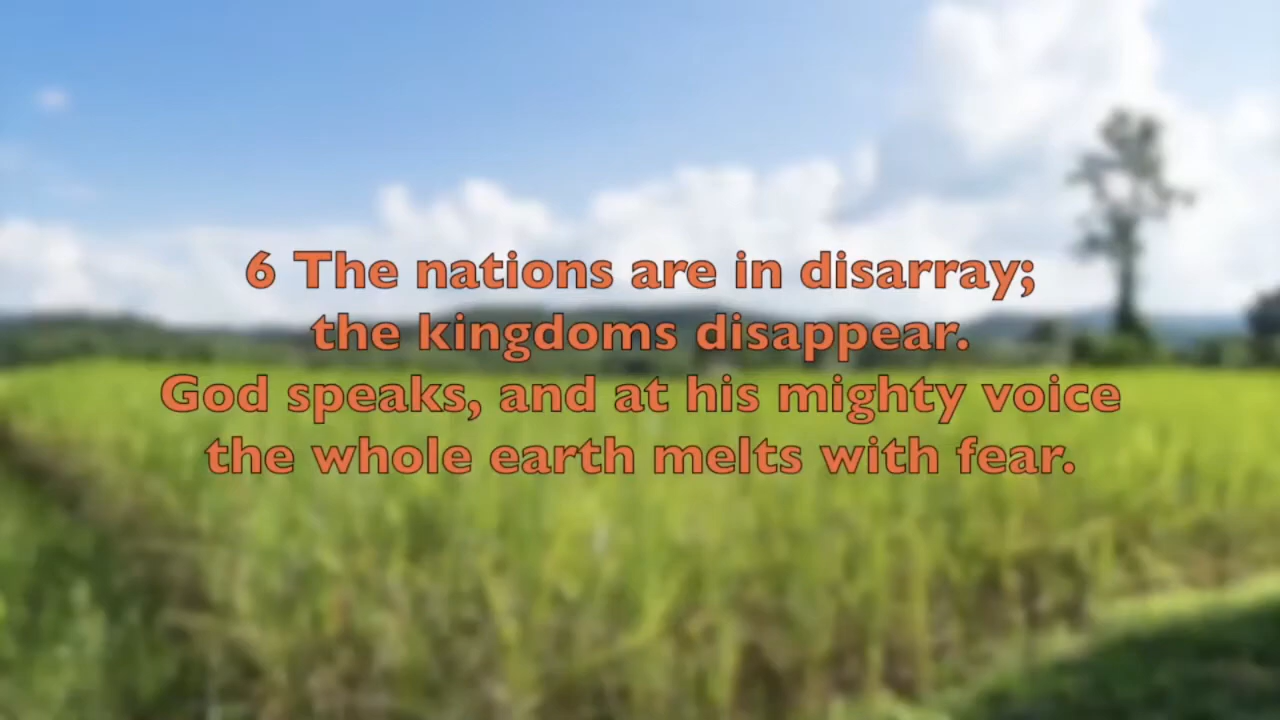 6 The nations are in disarray;
the kingdoms disappear.
God speaks, and at his mighty voice
the whole earth melts with fear.